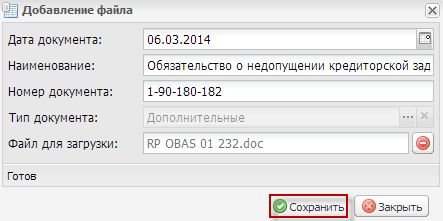 Добавление файла
Дата документа: 06.03.2014
Наименование: Обязательство о недопущении кредиторской зад
Номер документа: 1-90-180-182
Тип документа: Дополнительные
Файл для загрузки: RP OBAS 01 232.doc
Готов
Сохранить Закрыть